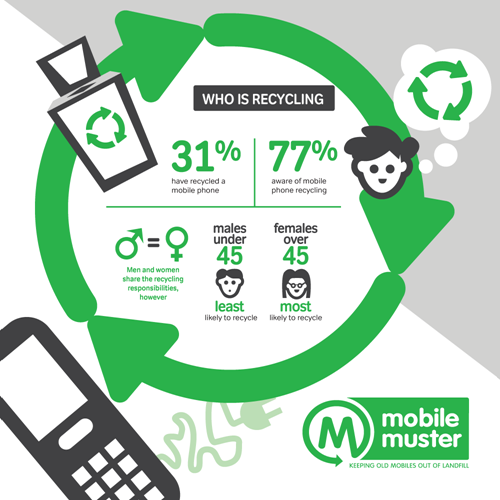 WHO IS RECYCLING
31%
have recycled a
mobile phone
77%
aware of mobile
phone recycling
Men and women
share the recycling
responsibilities,
however
males
under
45
least
likely to recycle
females
over
45
most
likely to recycle
M
mobile
muster
KEEPING OLD MOBILES OUT OF LANDFILL